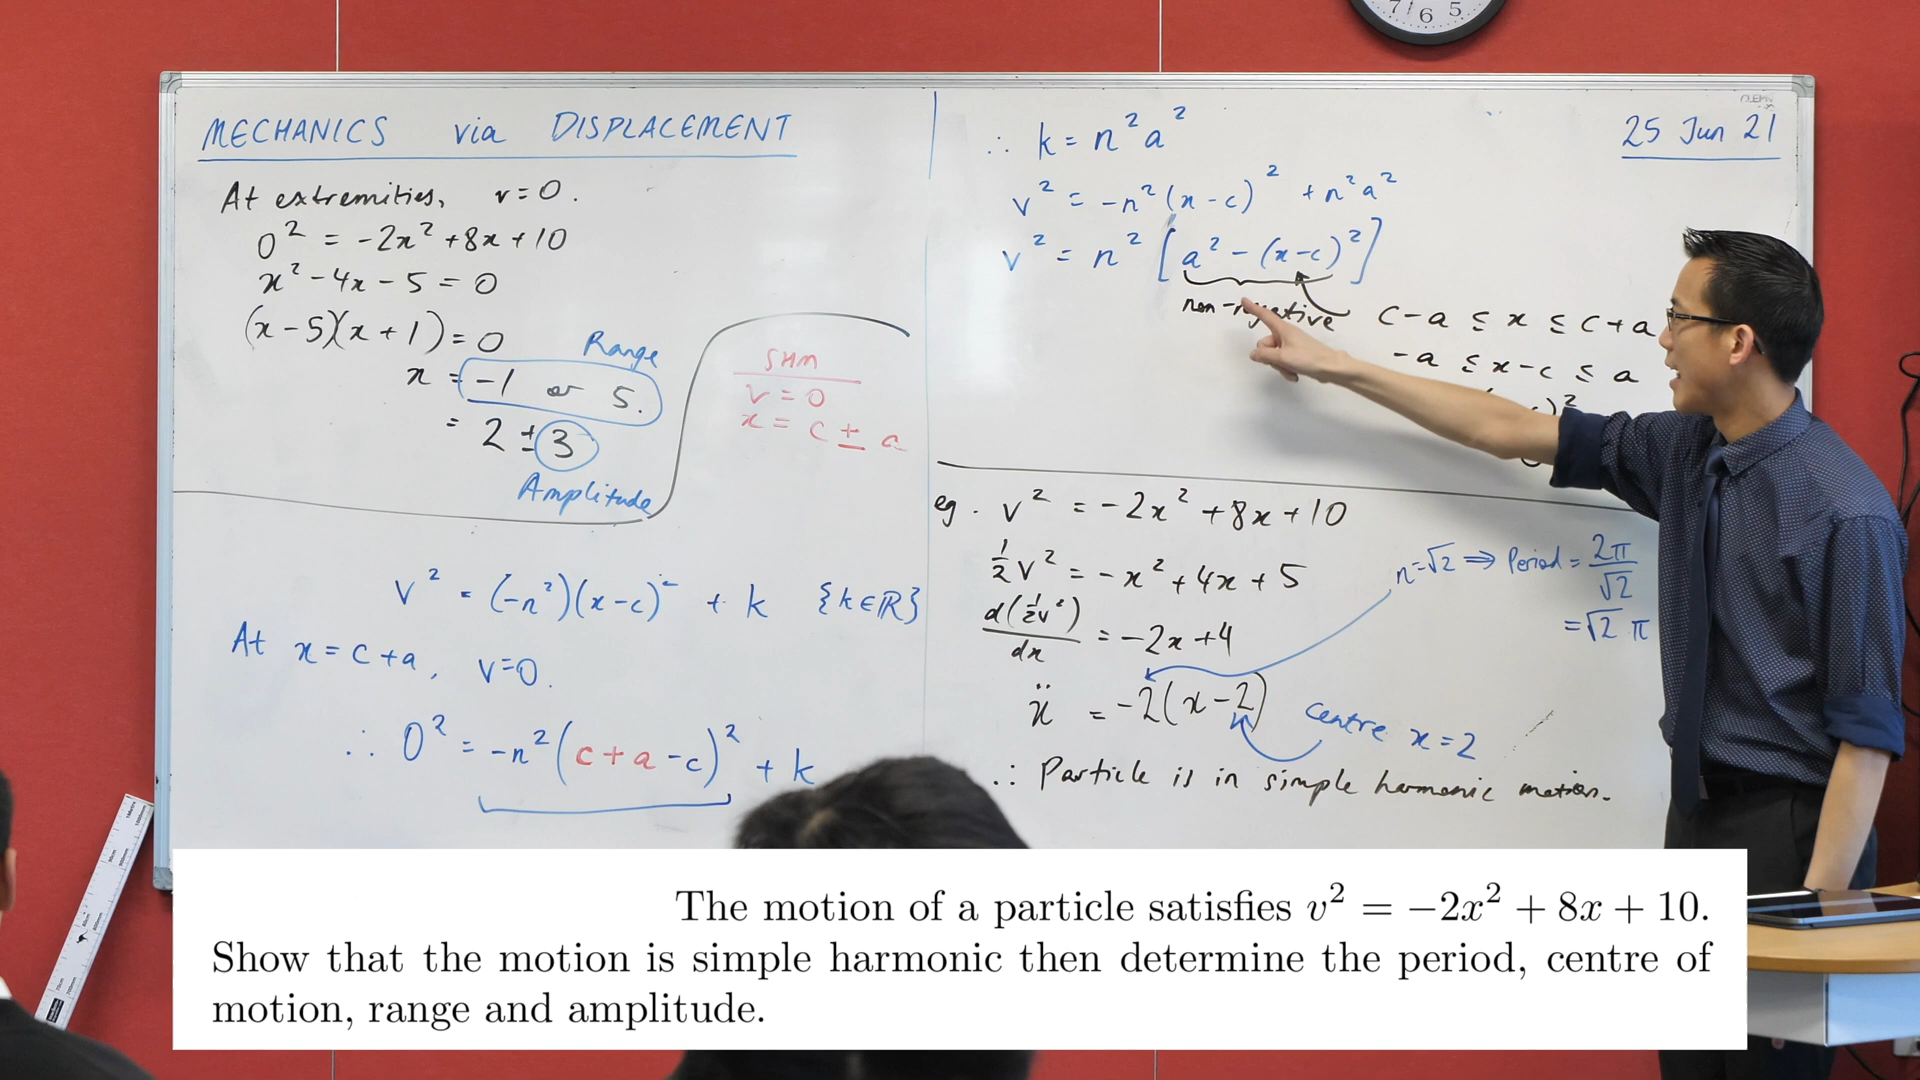 MECHANICS via DISPLACEMENT
At extremities, v=0.
0² = -2x² +8x+10
x² -4x -5 = 0
(x-5)(x+1)=0
Range
x = -1 or 5.
= 2 ± 3
Amplitude
SHM
v = 0
x = c ± a
v² = (-n²)(x-c)² + k {k∈ℝ}
At x = c+a, v=0.
∴ 0² = -n²(c+a-c)² + k
25 Jun 21
∴ k = n²a²
v² = -n²(x-c)² + n²a²
v² = n²[a² - (x-c)²]
non-negative
c-a ≤ x ≤ c+a
-a ≤ x-c ≤ a
eg. v² = -2x² +8x+10
½v² = -x² +4x+5
d(½v²)/dx = -2x+4
ẍ = -2(x-2)
n=√2 ⇒ Period = 2π/√2
= √2 π
Centre x=2
∴ Particle is in simple harmonic motion.
7 6 5
The motion of a particle satisfies v² = −2x² + 8x + 10.
Show that the motion is simple harmonic then determine the period, centre of
motion, range and amplitude.